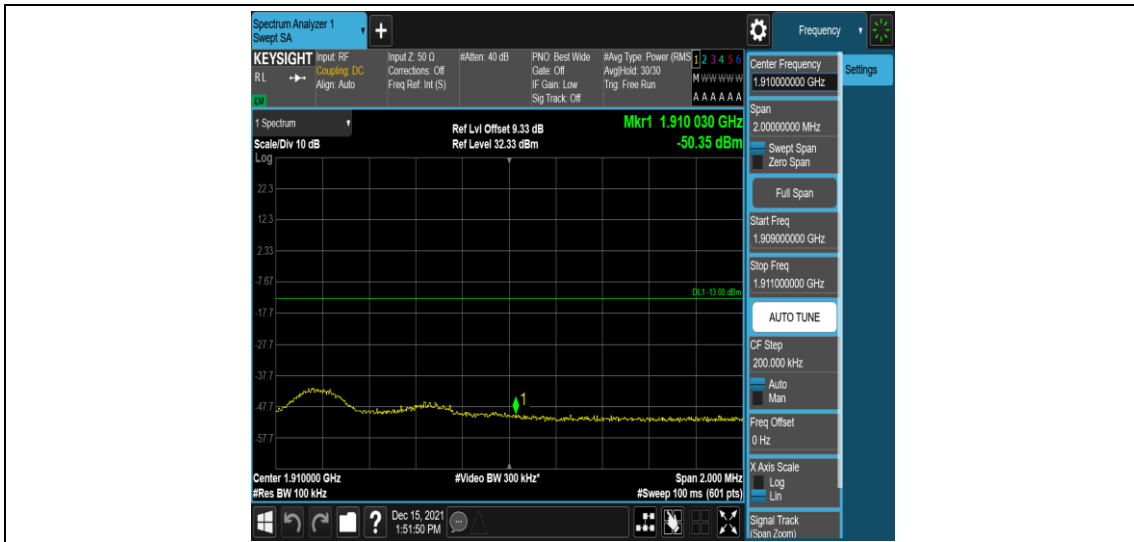 Spectrum Analyzer 1
Swept SA
+
Frequency
KEYSIGHT
RL
LXI
Input: RF
Coupling: DC
Align: Auto
Input Z: 50 Ω
Corrections: Off
Freq Ref: Int (S)
#Atten: 40 dB
PNO: Best Wide
Gate: Off
IF Gain: Low
Sig Track: Off
#Avg Type: Power (RMS
Avg|Hold: 30/30
Trig: Free Run
1 2 3 4 5 6
M W W W W W
A A A A A A
1 Spectrum
Scale/Div 10 dB
Log
Ref Lvl Offset 9.33 dB
Ref Level 32.33 dBm
Mkr1 1.910 030 GHz
-50.35 dBm
22.3
12.3
2.33
-7.67
DL1 -13.00 dBm
-17.7
-27.7
-37.7
-47.7
1
-57.7
Center 1.910000 GHz
#Res BW 100 kHz
#Video BW 300 kHz*
Span 2.000 MHz
#Sweep 100 ms (601 pts)
Center Frequency
1.910000000 GHz
Settings
Span
2.00000000 MHz
Swept Span
Zero Span
Full Span
Start Freq
1.909000000 GHz
Stop Freq
1.911000000 GHz
AUTO TUNE
CF Step
200.000 kHz
Auto
Man
Freq Offset
0 Hz
X Axis Scale
Log
Lin
Signal Track
(Span Zoom)
?
Dec 15, 2021
1:51:50 PM